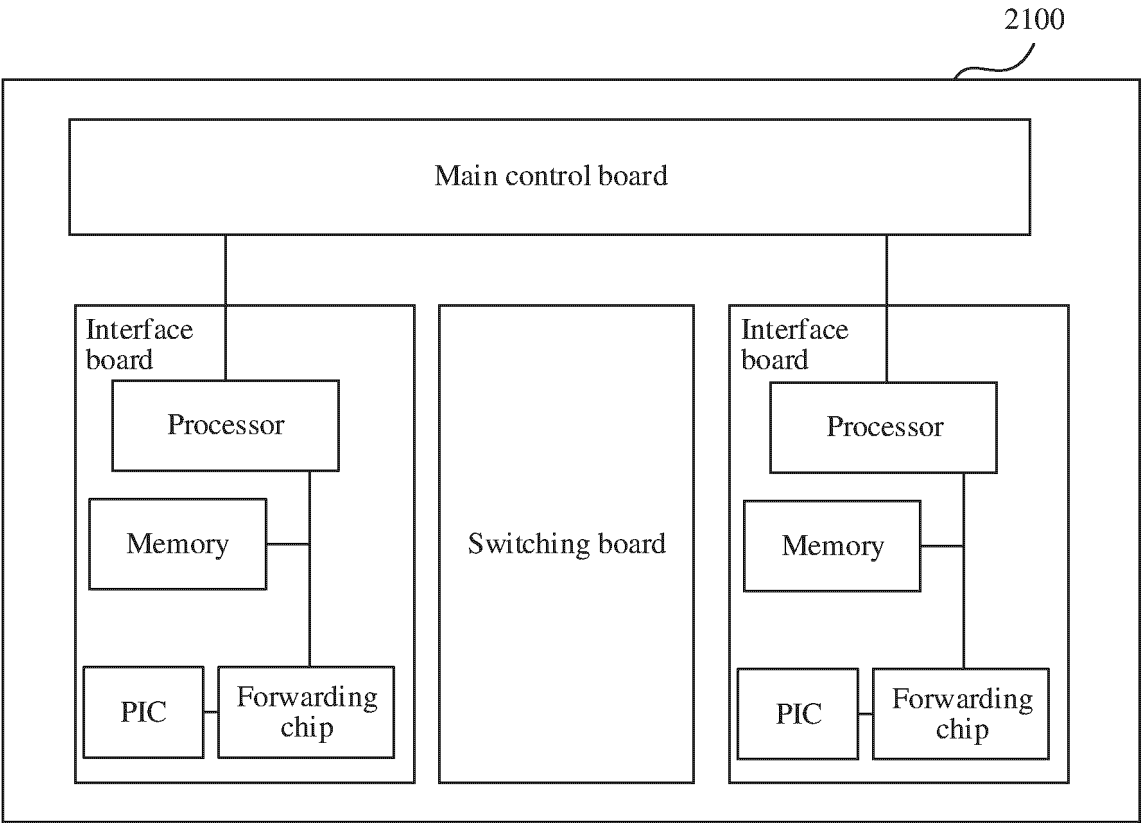 2100
Main control board
Interface
board
Processor
Memory
PIC
Forwarding
chip
Switching board
Interface
board
Processor
Memory
PIC
Forwarding
chip